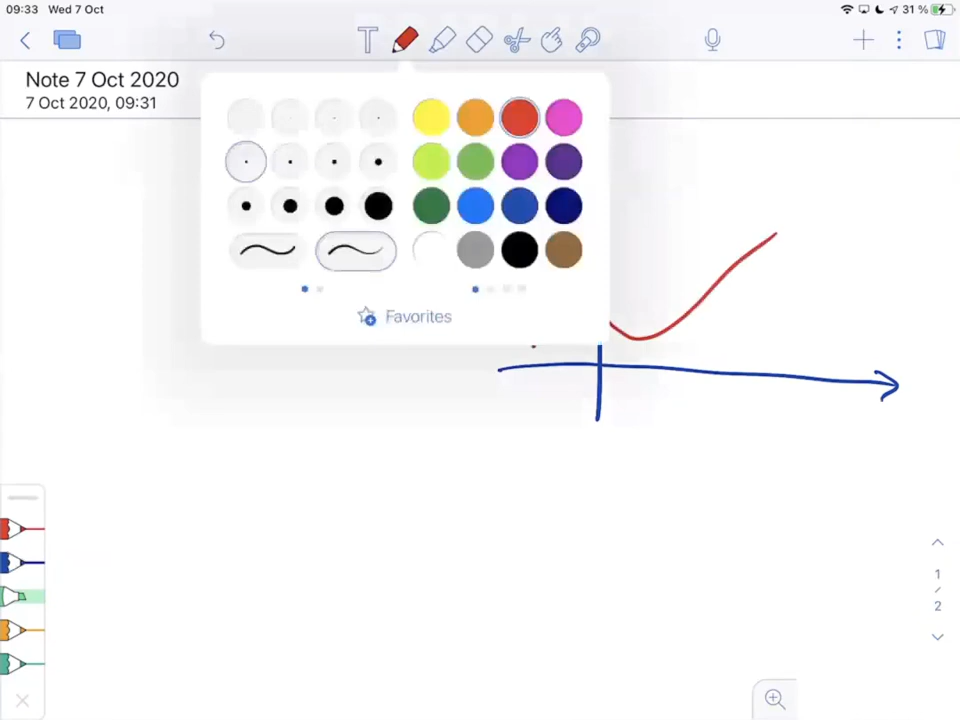 09:33 Wed 7 Oct
31 %
T
Note 7 Oct 2020
7 Oct 2020, 09:31
Favorites
1
/
2